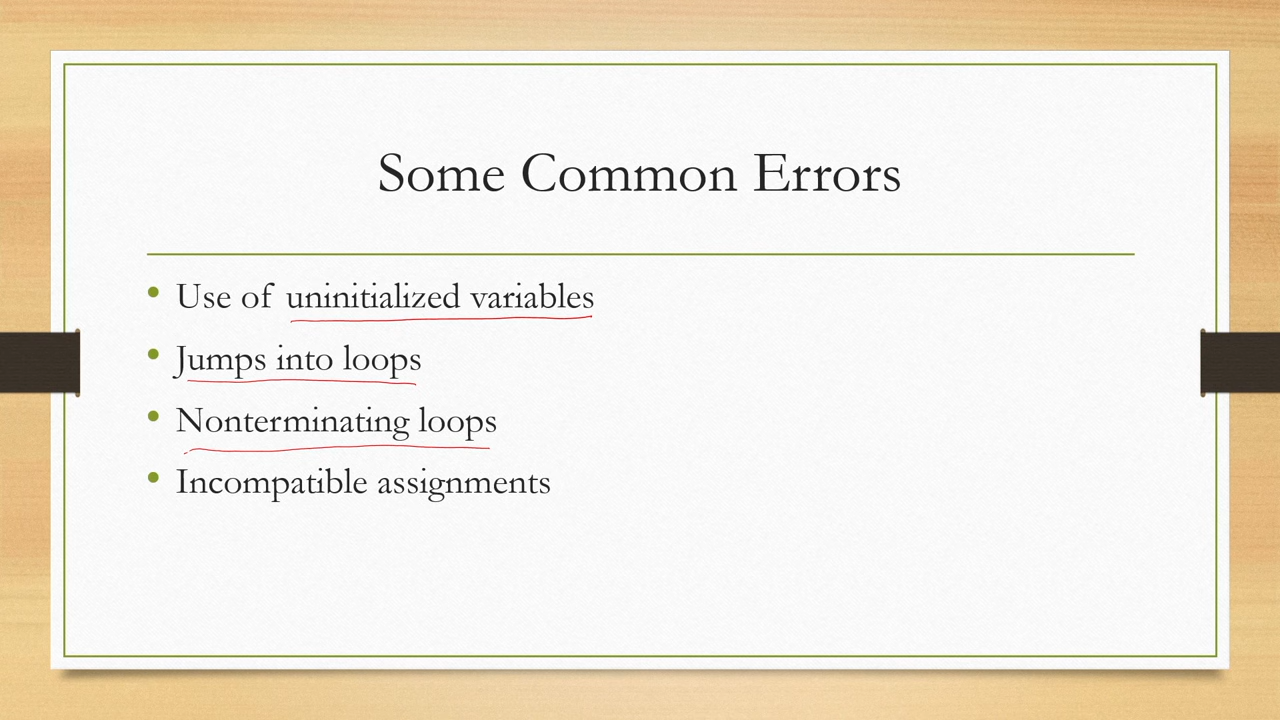 Some Common Errors
• Use of uninitialized variables
• Jumps into loops
• Nonterminating loops
• Incompatible assignments